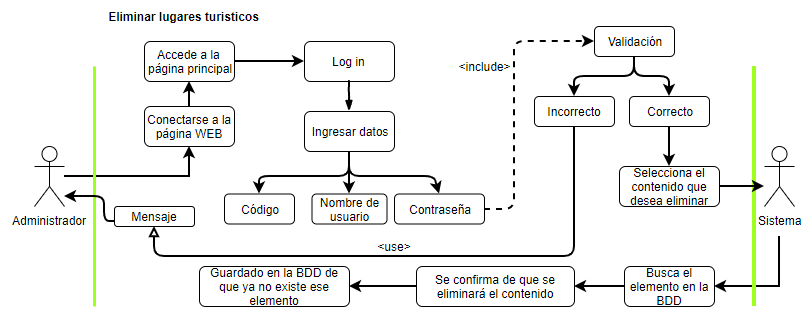 Eliminar lugares turisticos
Accede a la
página principal
Log in
Validación
<include>
Conectarse a la
página WEB
Ingresar datos
Incorrecto
Correcto
Selecciona el
contenido que
desea eliminar
Administrador
Sistema
Mensaje
Código
Nombre de
usuario
Contraseña
<use>
Guardado en la BDD de
que ya no existe ese
elemento
Se confirma de que se
eliminará el contenido
Busca el
elemento en la
BDD